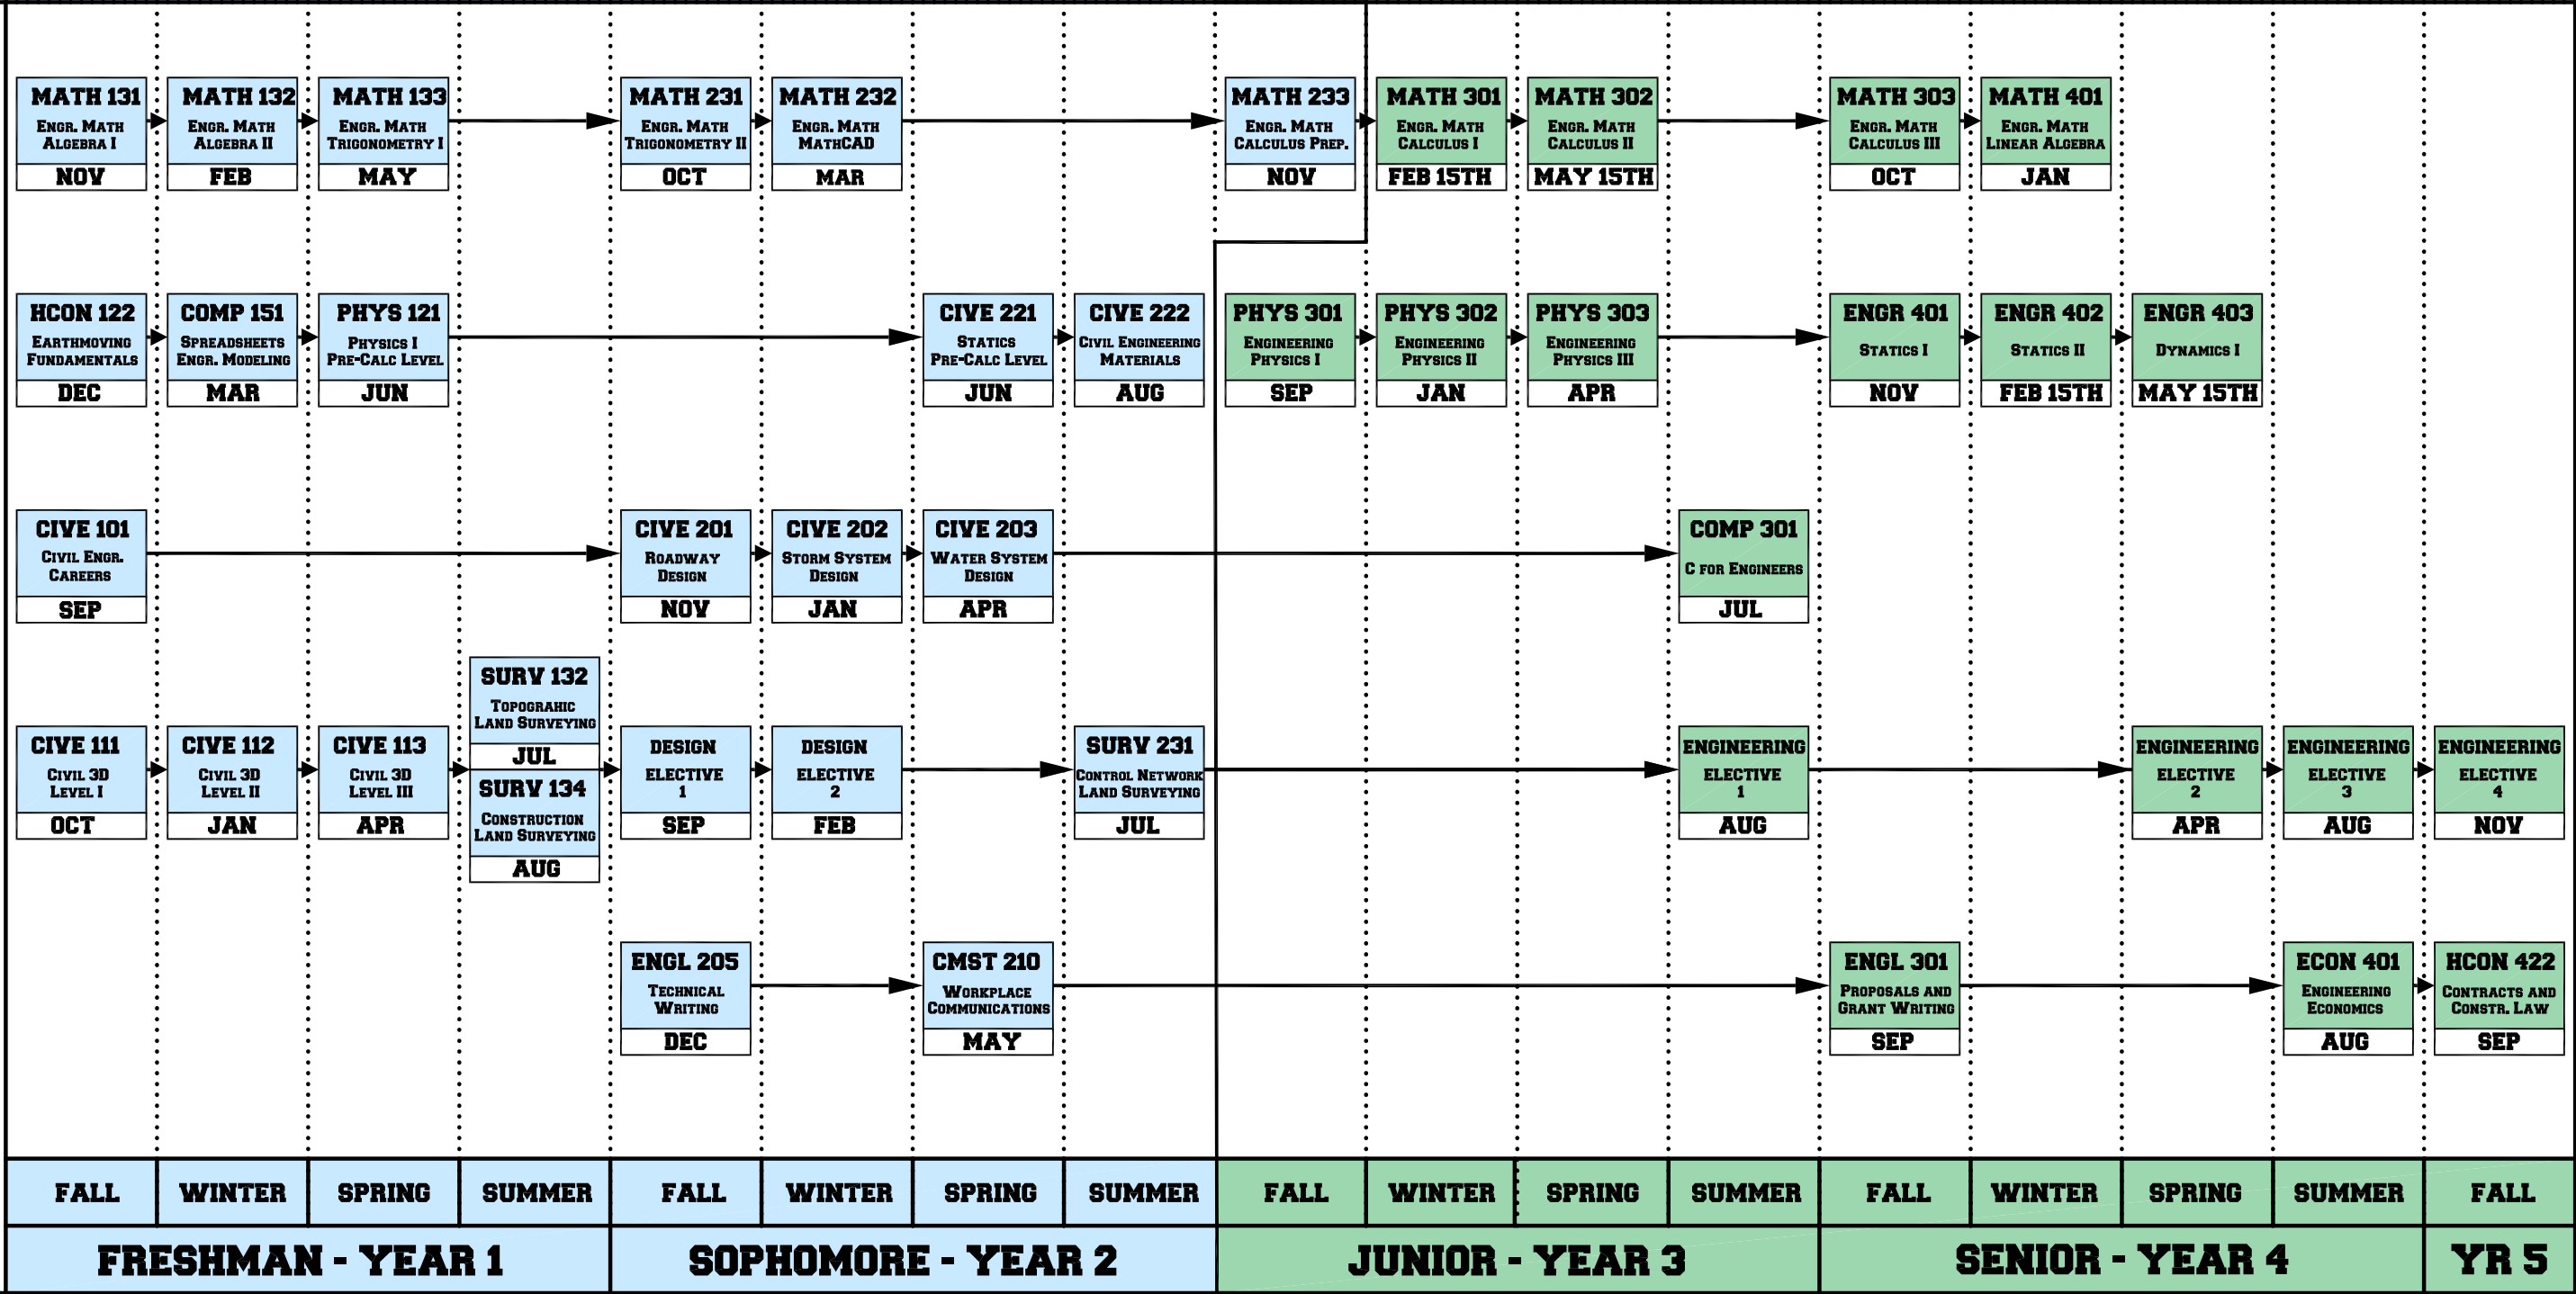 MATH 131
Engr. Math
Algebra I
NOV
MATH 132
Engr. Math
Algebra II
FEB
MATH 133
Engr. Math
Trigonometry I
MAY
MATH 231
Engr. Math
Trigonometry II
OCT
MATH 232
Engr. Math
MathCAD
MAR
MATH 233
Engr. Math
Calculus Prep.
NOV
MATH 301
Engr. Math
Calculus I
FEB 15TH
MATH 302
Engr. Math
Calculus II
MAY 15TH
MATH 303
Engr. Math
Calculus III
OCT
MATH 401
Engr. Math
Linear Algebra
JAN
HCON 122
Earthmoving
Fundamentals
DEC
COMP 151
Spreadsheets
Engr. Modeling
MAR
PHYS 121
Physics I
Pre-Calc Level
JUN
CIVE 221
Statics
Pre-Calc Level
JUN
CIVE 222
Civil Engineering
Materials
AUG
PHYS 301
Engineering
Physics I
SEP
PHYS 302
Engineering
Physics II
JAN
PHYS 303
Engineering
Physics III
APR
ENGR 401
Statics I
NOV
ENGR 402
Statics II
FEB 15TH
ENGR 403
Dynamics I
MAY 15TH
CIVE 101
Civil Engr.
Careers
SEP
CIVE 201
Roadway
Design
NOV
CIVE 202
Storm System
Design
JAN
CIVE 203
Water System
Design
APR
COMP 301
C for Engineers
JUL
CIVE 111
Civil 3D
Level I
OCT
CIVE 112
Civil 3D
Level II
JAN
CIVE 113
Civil 3D
Level III
APR
SURV 132
Topograhic
Land Surveying
JUL
SURV 134
Construction
Land Surveying
AUG
DESIGN
ELECTIVE
1
SEP
DESIGN
ELECTIVE
2
FEB
SURV 231
Control Network
Land Surveying
JUL
ENGINEERING
ELECTIVE
1
AUG
ENGINEERING
ELECTIVE
2
APR
ENGINEERING
ELECTIVE
3
AUG
ENGINEERING
ELECTIVE
4
NOV
ENGL 205
Technical
Writing
DEC
CMST 210
Workplace
Communications
MAY
ENGL 301
Proposals and
Grant Writing
SEP
ECON 401
Engineering
Economics
AUG
HCON 422
Contracts and
Constr. Law
SEP
FALL WINTER SPRING SUMMER FALL WINTER SPRING SUMMER FALL WINTER SPRING SUMMER FALL WINTER SPRING SUMMER FALL
FRESHMAN - YEAR 1 SOPHOMORE - YEAR 2 JUNIOR - YEAR 3 SENIOR - YEAR 4 YR 5